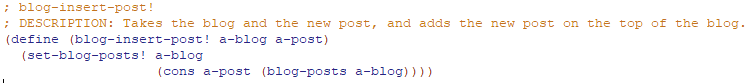 ; blog-insert-post!
; DESCRIPTION: Takes the blog and the new post, and adds the new post on the top of the blog.
(define (blog-insert-post! a-blog a-post)
(set-blog-posts! a-blog
(cons a-post (blog-posts a-blog))))